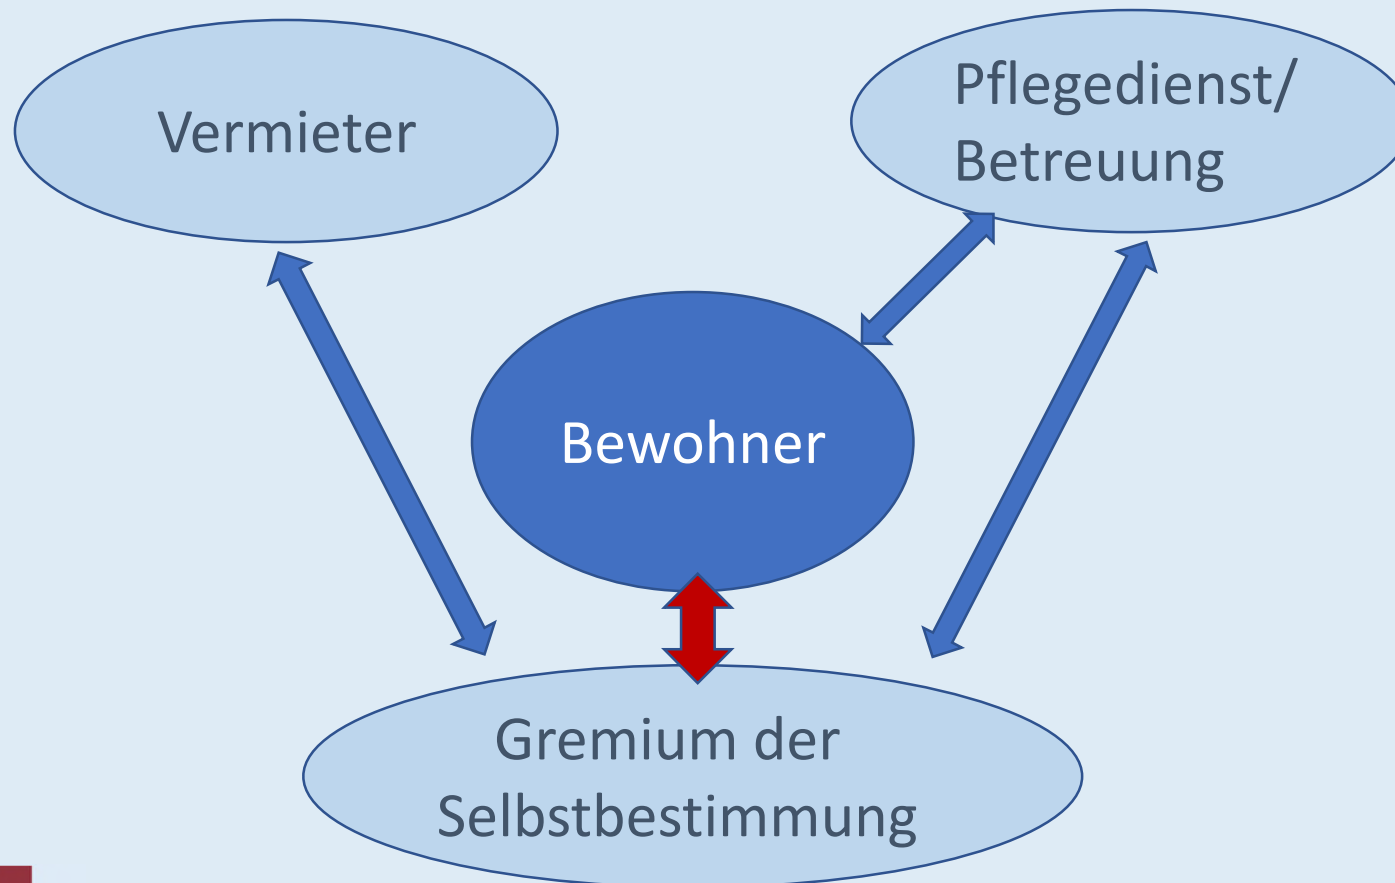 Vermieter
Pflegedienst/
Betreuung
Bewohner
Gremium der
Selbstbestimmung